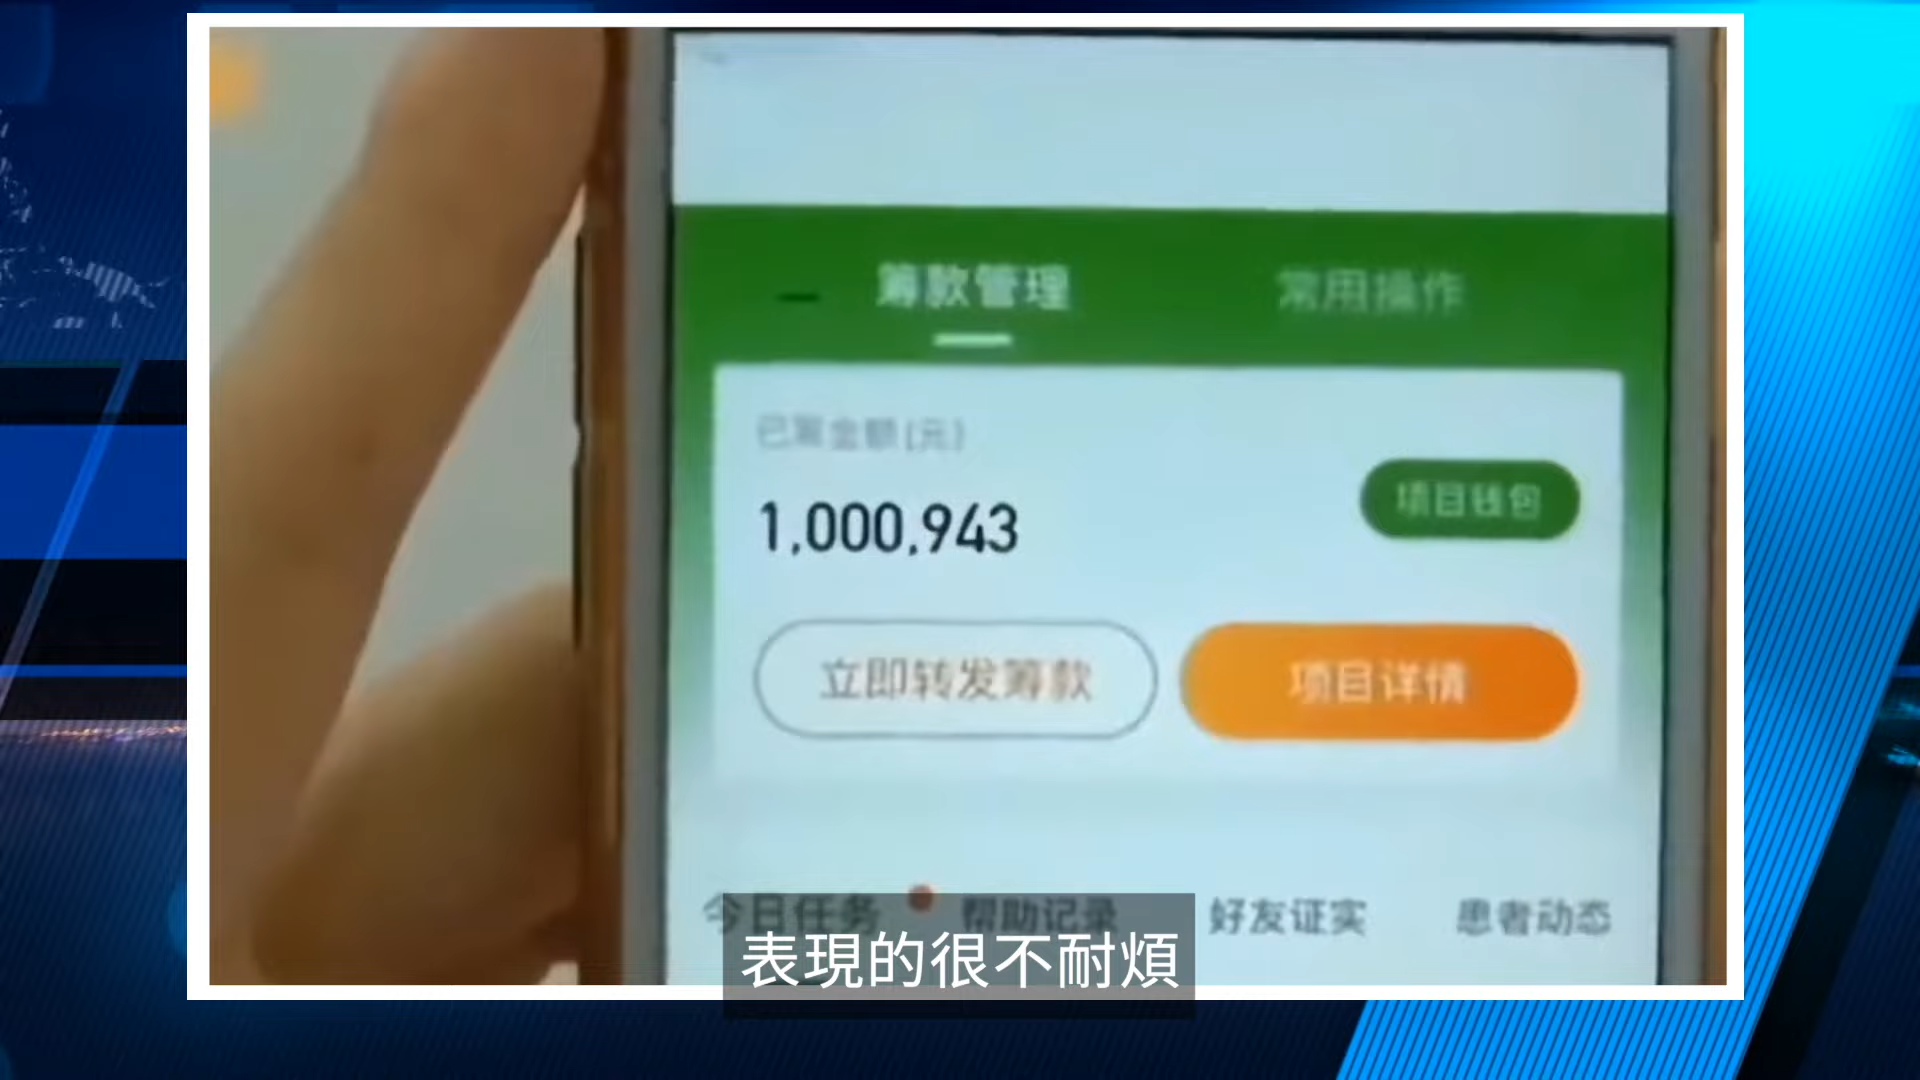 筹款管理 常用操作
已筹金额(元)
1,000,943
项目钱包
立即转发筹款 项目详情
今日任务 帮助记录 好友证实 患者动态
表現的很不耐煩